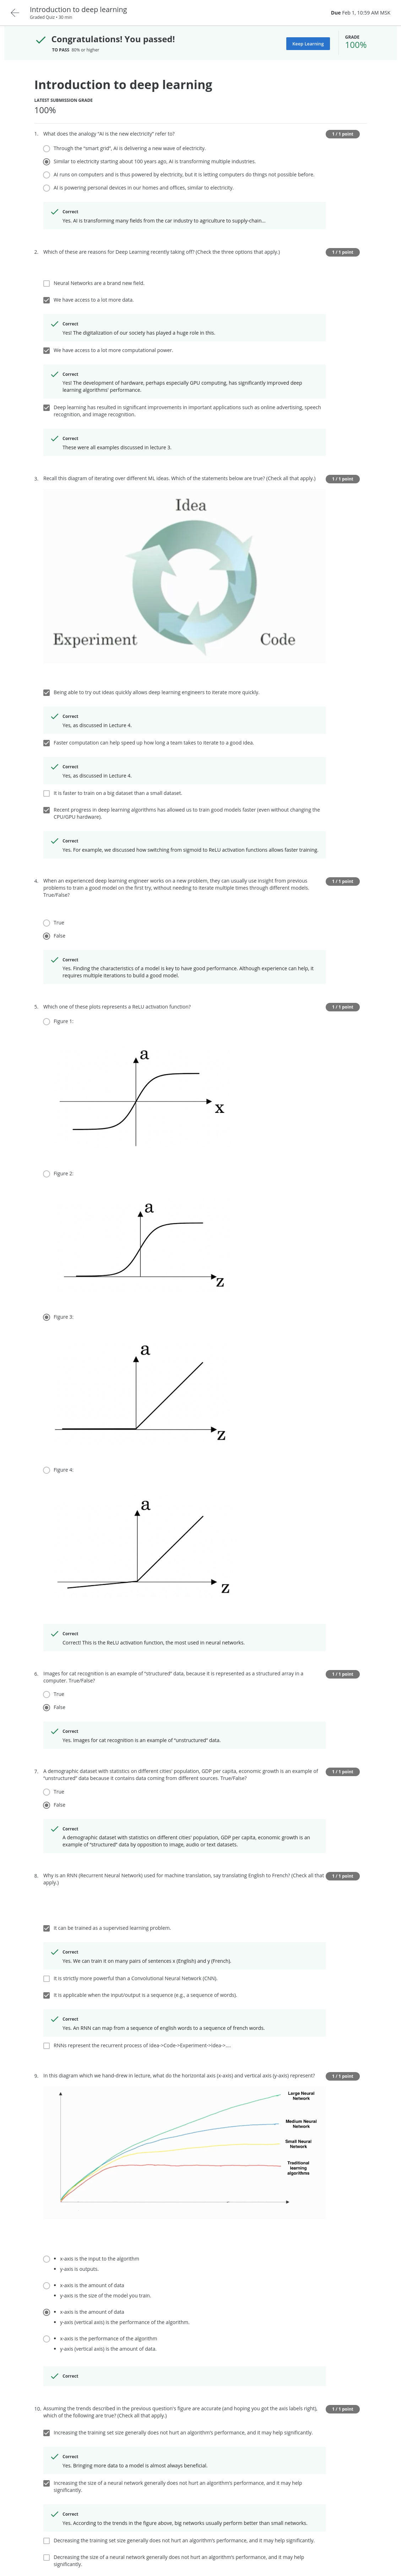 Introduction to deep learning
Graded Quiz • 30 min
Due Feb 1, 10:59 AM MSK
Congratulations! You passed!
TO PASS 80% or higher
Keep Learning
GRADE
100%
Introduction to deep learning
LATEST SUBMISSION GRADE
100%
1. What does the analogy "AI is the new electricity" refer to?
1 / 1 point
Through the "smart grid", AI is delivering a new wave of electricity.
Similar to electricity starting about 100 years ago, AI is transforming multiple industries.
AI runs on computers and is thus powered by electricity, but it is letting computers do things not possible before.
AI is powering personal devices in our homes and offices, similar to electricity.
Correct
Yes. AI is transforming many fields from the car industry to agriculture to supply-chain...
2. Which of these are reasons for Deep Learning recently taking off? (Check the three options that apply.)
1 / 1 point
Neural Networks are a brand new field.
We have access to a lot more data.
Correct
Yes! The digitalization of our society has played a huge role in this.
We have access to a lot more computational power.
Correct
Yes! The development of hardware, perhaps especially GPU computing, has significantly improved deep
learning algorithms' performance.
Deep learning has resulted in significant improvements in important applications such as online advertising, speech
recognition, and image recognition.
Correct
These were all examples discussed in lecture 3.
3. Recall this diagram of iterating over different ML ideas. Which of the statements below are true? (Check all that apply.)
1 / 1 point
Idea
Experiment
Code
Being able to try out ideas quickly allows deep learning engineers to iterate more quickly.
Correct
Yes, as discussed in Lecture 4.
Faster computation can help speed up how long a team takes to iterate to a good idea.
Correct
Yes, as discussed in Lecture 4.
It is faster to train on a big dataset than a small dataset.
Recent progress in deep learning algorithms has allowed us to train good models faster (even without changing the
CPU/GPU hardware).
Correct
Yes. For example, we discussed how switching from sigmoid to ReLU activation functions allows faster training.
4. When an experienced deep learning engineer works on a new problem, they can usually use insight from previous
problems to train a good model on the first try, without needing to iterate multiple times through different models.
True/False?
1 / 1 point
True
False
Correct
Yes. Finding the characteristics of a model is key to have good performance. Although experience can help, it
requires multiple iterations to build a good model.
5. Which one of these plots represents a ReLU activation function?
1 / 1 point
Figure 1:
a
x
Figure 2:
a
z
Figure 3:
a
z
Figure 4:
a
z
Correct
Correct! This is the ReLU activation function, the most used in neural networks.
6. Images for cat recognition is an example of "structured" data, because it is represented as a structured array in a
computer. True/False?
1 / 1 point
True
False
Correct
Yes. Images for cat recognition is an example of "unstructured" data.
7. A demographic dataset with statistics on different cities' population, GDP per capita, economic growth is an example of
"unstructured" data because it contains data coming from different sources. True/False?
1 / 1 point
True
False
Correct
A demographic dataset with statistics on different cities' population, GDP per capita, economic growth is an
example of "structured" data by opposition to image, audio or text datasets.
8. Why is an RNN (Recurrent Neural Network) used for machine translation, say translating English to French? (Check all that
apply.)
1 / 1 point
It can be trained as a supervised learning problem.
Correct
Yes. We can train it on many pairs of sentences x (English) and y (French).
It is strictly more powerful than a Convolutional Neural Network (CNN).
It is applicable when the input/output is a sequence (e.g., a sequence of words).
Correct
Yes. An RNN can map from a sequence of english words to a sequence of french words.
RNNs represent the recurrent process of Idea->Code->Experiment->Idea->....
9. In this diagram which we hand-drew in lecture, what do the horizontal axis (x-axis) and vertical axis (y-axis) represent?
1 / 1 point
Large Neural
Network
Medium Neural
Network
Small Neural
Network
Traditional
learning
algorithms
• x-axis is the input to the algorithm
• y-axis is outputs.
• x-axis is the amount of data
• y-axis is the size of the model you train.
• x-axis is the amount of data
• y-axis (vertical axis) is the performance of the algorithm.
• x-axis is the performance of the algorithm
• y-axis (vertical axis) is the amount of data.
Correct
10. Assuming the trends described in the previous question's figure are accurate (and hoping you got the axis labels right),
which of the following are true? (Check all that apply.)
1 / 1 point
Increasing the training set size generally does not hurt an algorithm's performance, and it may help significantly.
Correct
Yes. Bringing more data to a model is almost always beneficial.
Increasing the size of a neural network generally does not hurt an algorithm's performance, and it may help
significantly.
Correct
Yes. According to the trends in the figure above, big networks usually perform better than small networks.
Decreasing the training set size generally does not hurt an algorithm's performance, and it may help significantly.
Decreasing the size of a neural network generally does not hurt an algorithm's performance, and it may help
significantly.